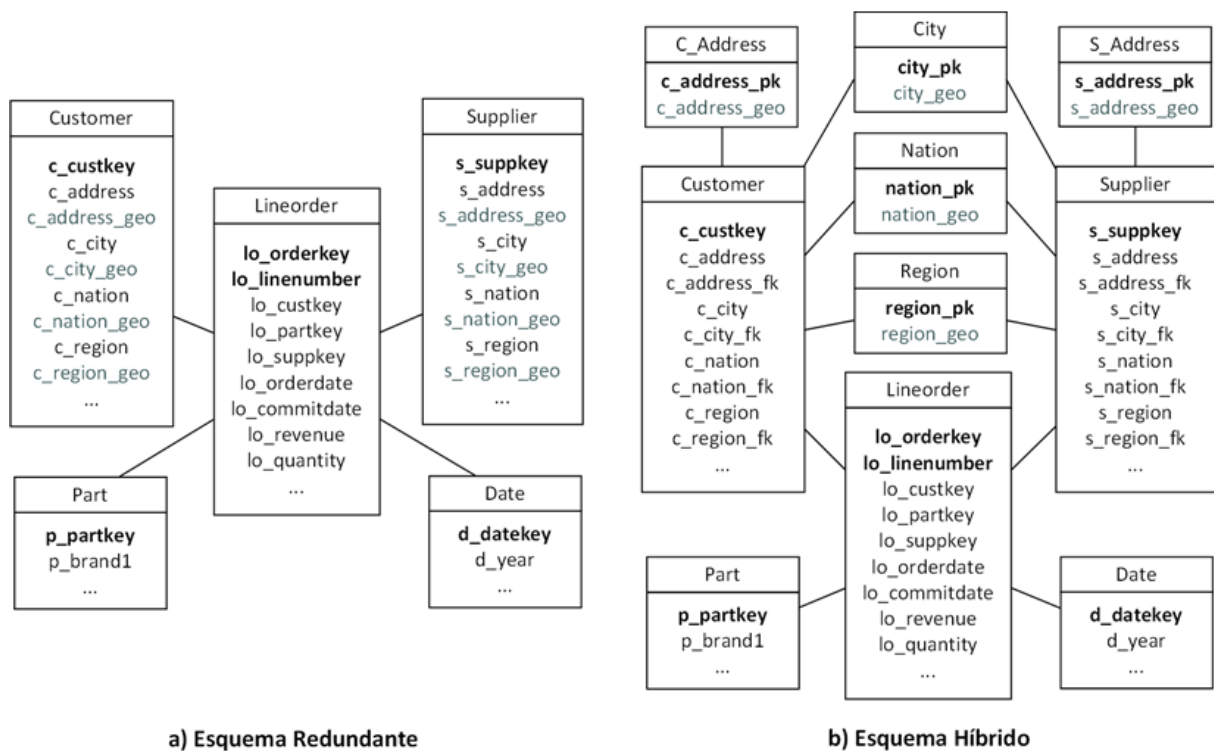 Customer
c_custkey
c_address
c_address_geo
c_city
c_city_geo
c_nation
c_nation_geo
c_region
c_region_geo
...
Lineorder
lo_orderkey
lo_linenumber
lo_custkey
lo_partkey
lo_suppkey
lo_orderdate
lo_commitdate
lo_revenue
lo_quantity
...
Supplier
s_suppkey
s_address
s_address_geo
s_city
s_city_geo
s_nation
s_nation_geo
s_region
s_region_geo
...
Part
p_partkey
p_brand1
...
Date
d_datekey
d_year
...
a) Esquema Redundante
C_Address
c_address_pk
c_address_geo
City
city_pk
city_geo
S_Address
s_address_pk
s_address_geo
Nation
nation_pk
nation_geo
Region
region_pk
region_geo
Customer
c_custkey
c_address
c_address_fk
c_city
c_city_fk
c_nation
c_nation_fk
c_region
c_region_fk
...
Supplier
s_suppkey
s_address
s_address_fk
s_city
s_city_fk
s_nation
s_nation_fk
s_region
s_region_fk
...
Lineorder
lo_orderkey
lo_linenumber
lo_custkey
lo_partkey
lo_suppkey
lo_orderdate
lo_commitdate
lo_revenue
lo_quantity
...
Part
p_partkey
p_brand1
...
Date
d_datekey
d_year
...
b) Esquema Híbrido